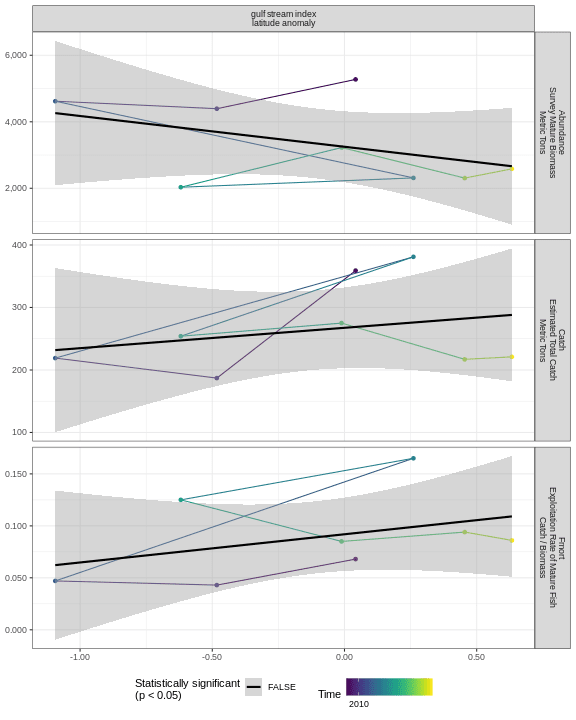 gulf stream index
latitude anomaly
6,000
4,000
2,000
Abundance
Survey Mature Biomass
Metric Tons
400
300
200
100
Catch
Estimated Total Catch
Metric Tons
0.150
0.100
0.050
0.000
Fmort
Exploitation Rate of Mature Fish
Catch / Biomass
-1.00
-0.50
0.00
0.50
Statistically significant
(p < 0.05)
FALSE
Time
2010